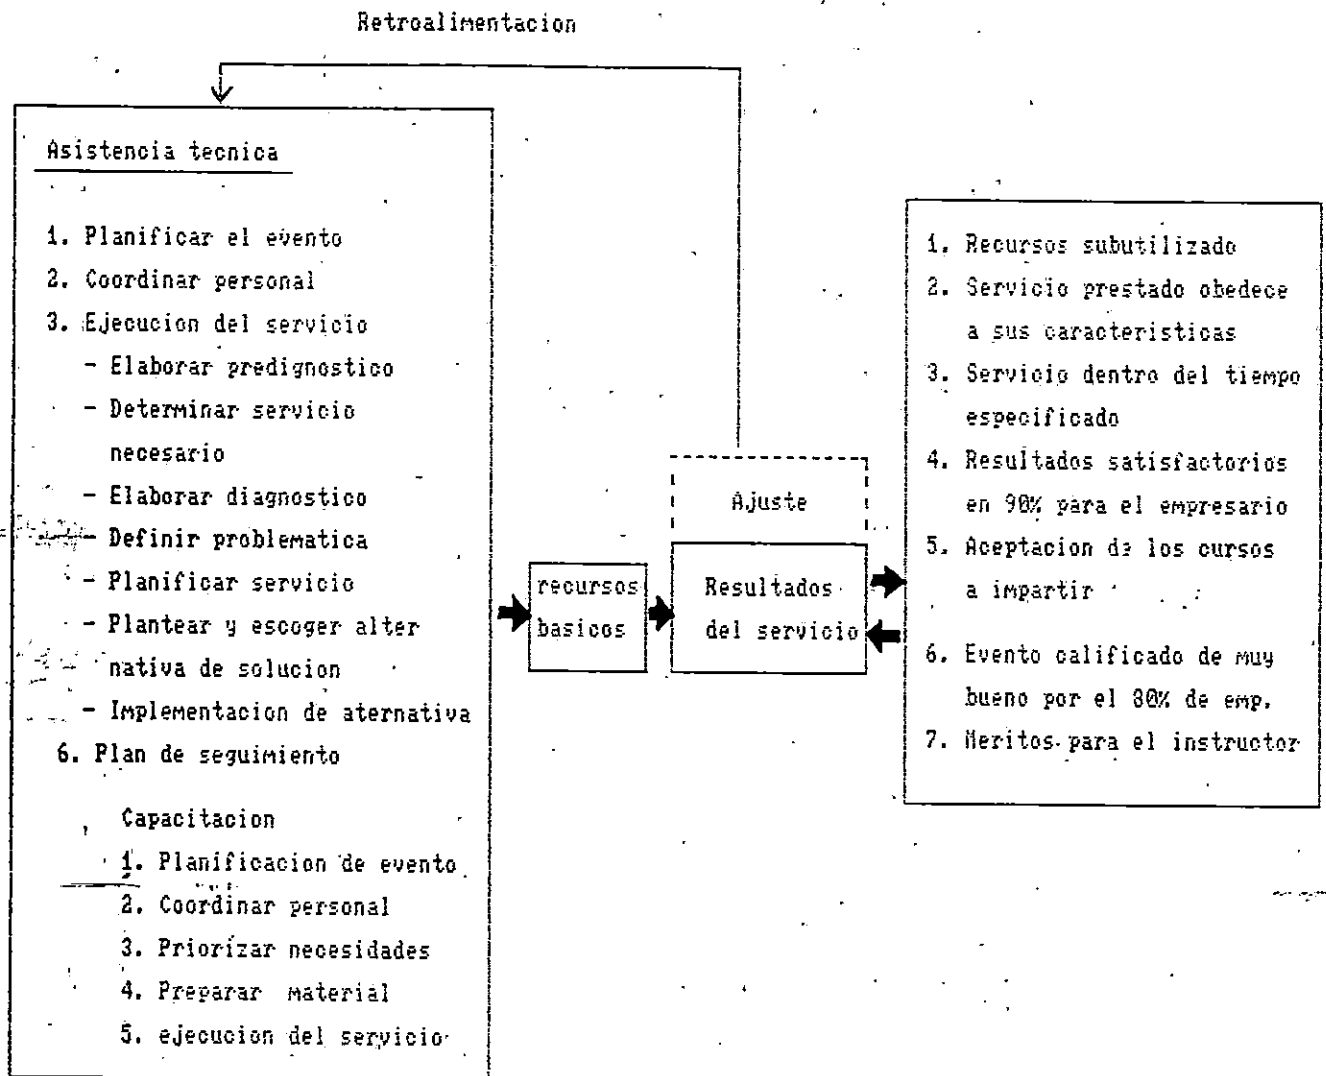 Retroalimentacion
Asistencia tecnica
1. Planificar el evento
2. Coordinar personal
3. Ejecucion del servicio
- Elaborar predignostico
- Determinar servicio
necesario
- Elaborar diagnostico
- Definir problematica
- Planificar servicio
- Plantear y escoger alter
nativa de solucion
- Implementacion de aternativa
6. Plan de seguimiento
Capacitacion
1. Planificacion de evento
2. Coordinar personal
3. Priorizar necesidades
4. Preparar material
5. ejecucion del servicio
recursos
basicos
Ajuste
Resultados
del servicio
1. Recursos subutilizado
2. Servicio prestado obedece
a sus caracteristicas
3. Servicio dentro del tiempo
especificado
4. Resultados satisfactorios
en 90% para el empresario
5. Aceptacion de los cursos
a impartir
6. Evento calificado de muy
bueno por el 80% de emp.
7. Meritos para el instructor